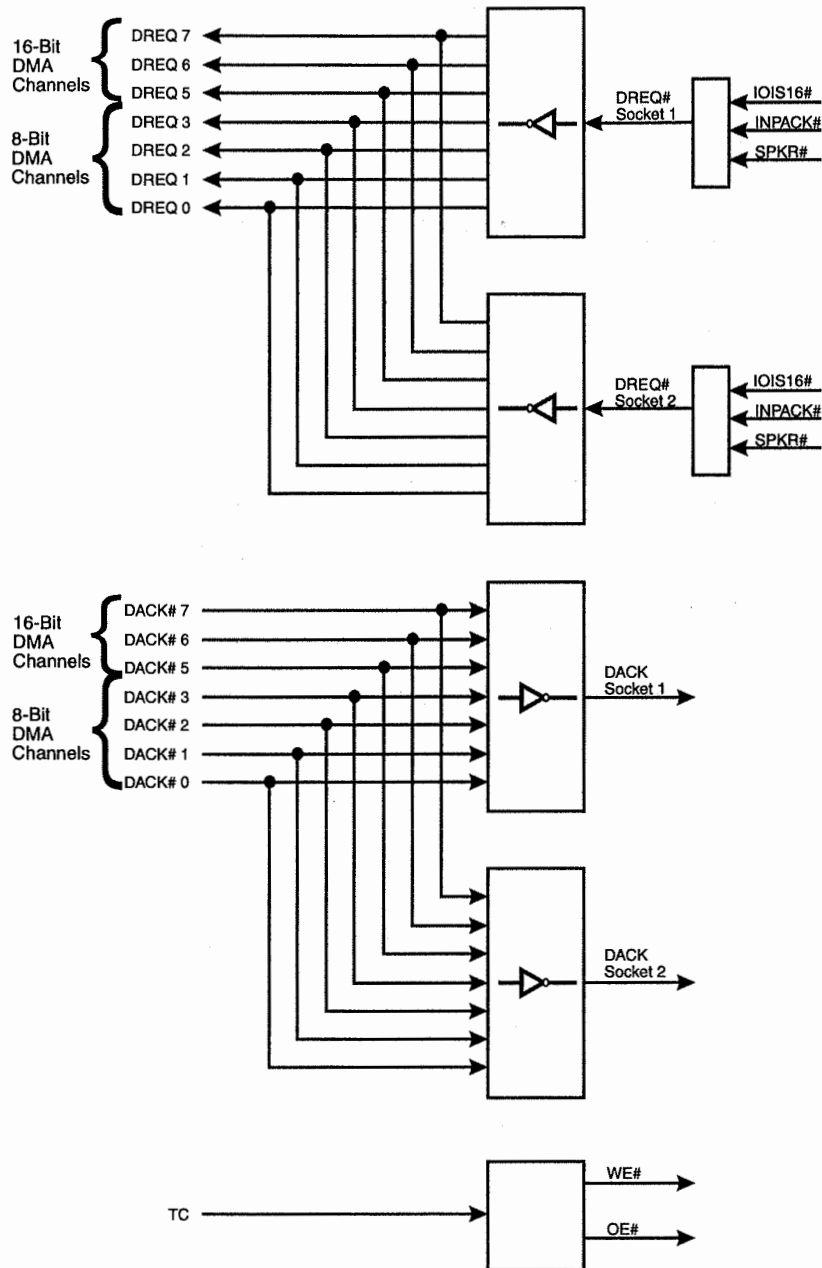 16-Bit
DMA
Channels
8-Bit
DMA
Channels
DREQ 7
DREQ 6
DREQ 5
DREQ 3
DREQ 2
DREQ 1
DREQ 0
DREQ#
Socket 1
IOIS16#
INPACK#
SPKR#
DREQ#
Socket 2
IOIS16#
INPACK#
SPKR#
16-Bit
DMA
Channels
8-Bit
DMA
Channels
DACK# 7
DACK# 6
DACK# 5
DACK# 3
DACK# 2
DACK# 1
DACK# 0
DACK
Socket 1
DACK
Socket 2
TC
WE#
OE#